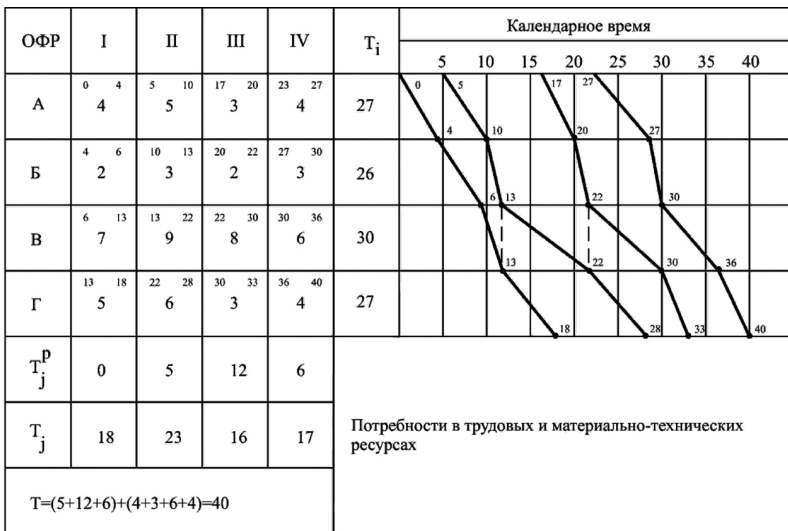 ОФР I II III IV Ti Календарное время
5 10 15 20 25 30 35 40
0 4 5 10 17 20 23 27 0 5 17 27
А 4 5 3 4 27
4 6 10 13 20 22 27 30 4 10 20 27
Б 2 3 2 3 26
6 13 13 22 22 30 30 36 6 13 22 30
В 7 9 8 6 30
13 18 22 28 30 33 36 40 13 22 30 36
Г 5 6 3 4 27
18 28 33 40
Tjp 0 5 12 6
Tj 18 23 16 17
Потребности в трудовых и материально-технических
ресурсах
T=(5+12+6)+(4+3+6+4)=40